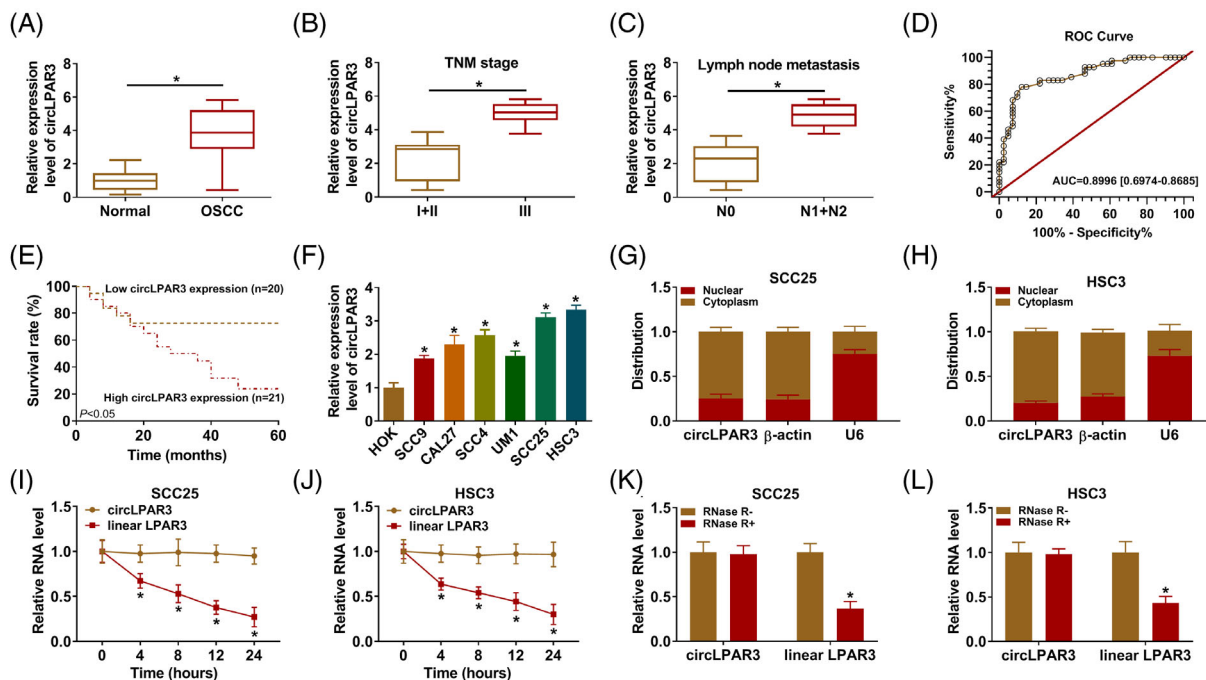 (A)
Relative expression
level of circLPAR3
8
6
4
2
0
*
Normal
OSCC
(B)
TNM stage
Relative expression
level of circLPAR3
8
6
4
2
0
*
I+II
III
(C)
Lymph node metastasis
Relative expression
level of circLPAR3
8
6
4
2
0
*
N0
N1+N2
(D)
ROC Curve
Sensitivity%
100
80
60
40
20
0
AUC=0.8996 [0.6974-0.8685]
0 20 40 60 80 100
100% - Specificity%
(E)
Survival rate (%)
100
80
60
40
20
0
Low circLPAR3 expression (n=20)
High circLPAR3 expression (n=21)
P<0.05
0 20 40 60
Time (months)
(F)
Relative expression
level of circLPAR3
4
3
2
1
0
* * * * * *
HOK
SCC9
CAL27
SCC4
UM1
SCC25
HSC3
(G)
SCC25
Nuclear
Cytoplasm
Distribution
1.5
1.0
0.5
0.0
circLPAR3 β-actin U6
(H)
HSC3
Nuclear
Cytoplasm
Distribution
1.5
1.0
0.5
0.0
circLPAR3 β-actin U6
(I)
SCC25
circLPAR3
linear LPAR3
Relative RNA level
1.5
1.0
0.5
0.0
* * * *
0 4 8 12 24
Time (hours)
(J)
HSC3
circLPAR3
linear LPAR3
Relative RNA level
1.5
1.0
0.5
0.0
* * * *
0 4 8 12 24
Time (hours)
(K)
SCC25
RNase R-
RNase R+
Relative RNA level
1.5
1.0
0.5
0.0
*
circLPAR3 linear LPAR3
(L)
HSC3
RNase R-
RNase R+
Relative RNA level
1.5
1.0
0.5
0.0
*
circLPAR3 linear LPAR3